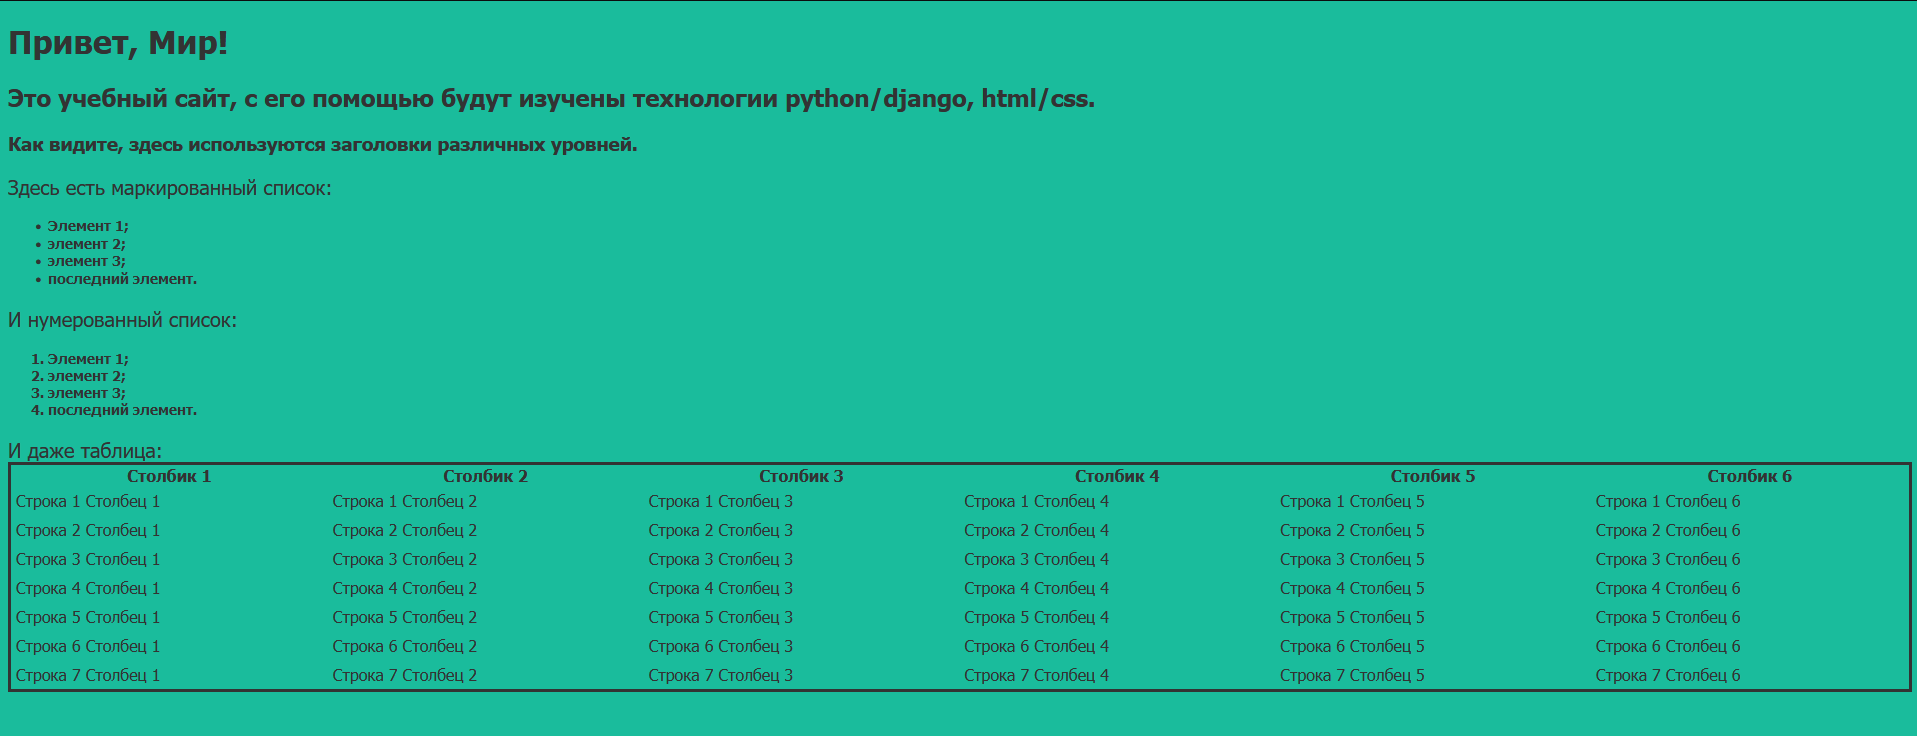 Привет, Мир!
Это учебный сайт, с его помощью будут изучены технологии python/django, html/css.
Как видите, здесь используются заголовки различных уровней.
Здесь есть маркированный список:
• Элемент 1;
• элемент 2;
• элемент 3;
• последний элемент.
И нумерованный список:
1. Элемент 1;
2. элемент 2;
3. элемент 3;
4. последний элемент.
И даже таблица:
Столбик 1 Столбик 2 Столбик 3 Столбик 4 Столбик 5 Столбик 6
Строка 1 Столбец 1 Строка 1 Столбец 2 Строка 1 Столбец 3 Строка 1 Столбец 4 Строка 1 Столбец 5 Строка 1 Столбец 6
Строка 2 Столбец 1 Строка 2 Столбец 2 Строка 2 Столбец 3 Строка 2 Столбец 4 Строка 2 Столбец 5 Строка 2 Столбец 6
Строка 3 Столбец 1 Строка 3 Столбец 2 Строка 3 Столбец 3 Строка 3 Столбец 4 Строка 3 Столбец 5 Строка 3 Столбец 6
Строка 4 Столбец 1 Строка 4 Столбец 2 Строка 4 Столбец 3 Строка 4 Столбец 4 Строка 4 Столбец 5 Строка 4 Столбец 6
Строка 5 Столбец 1 Строка 5 Столбец 2 Строка 5 Столбец 3 Строка 5 Столбец 4 Строка 5 Столбец 5 Строка 5 Столбец 6
Строка 6 Столбец 1 Строка 6 Столбец 2 Строка 6 Столбец 3 Строка 6 Столбец 4 Строка 6 Столбец 5 Строка 6 Столбец 6
Строка 7 Столбец 1 Строка 7 Столбец 2 Строка 7 Столбец 3 Строка 7 Столбец 4 Строка 7 Столбец 5 Строка 7 Столбец 6